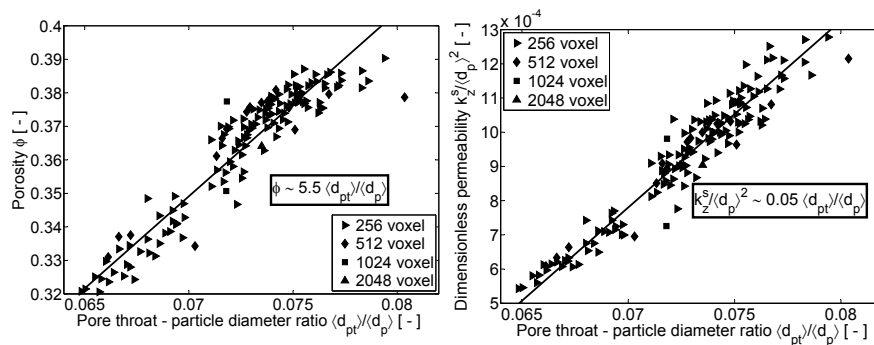 0.4
0.39
0.38
0.37
0.36
0.35
0.34
0.33
0.32
Porosity ϕ [ - ]
ϕ ~ 5.5 ⟨d_pt⟩/⟨d_p⟩
256 voxel
512 voxel
1024 voxel
2048 voxel
0.065 0.07 0.075 0.08
Pore throat - particle diameter ratio ⟨d_pt⟩/⟨d_p⟩ [ - ]
13 x 10^-4
12
11
10
9
8
7
6
5
Dimensionless permeability k_z^s/⟨d_p⟩^2 [ - ]
256 voxel
512 voxel
1024 voxel
2048 voxel
k_z^s/⟨d_p⟩^2 ~ 0.05 ⟨d_pt⟩/⟨d_p⟩
0.065 0.07 0.075 0.08
Pore throat - particle diameter ratio ⟨d_pt⟩/⟨d_p⟩ [ - ]